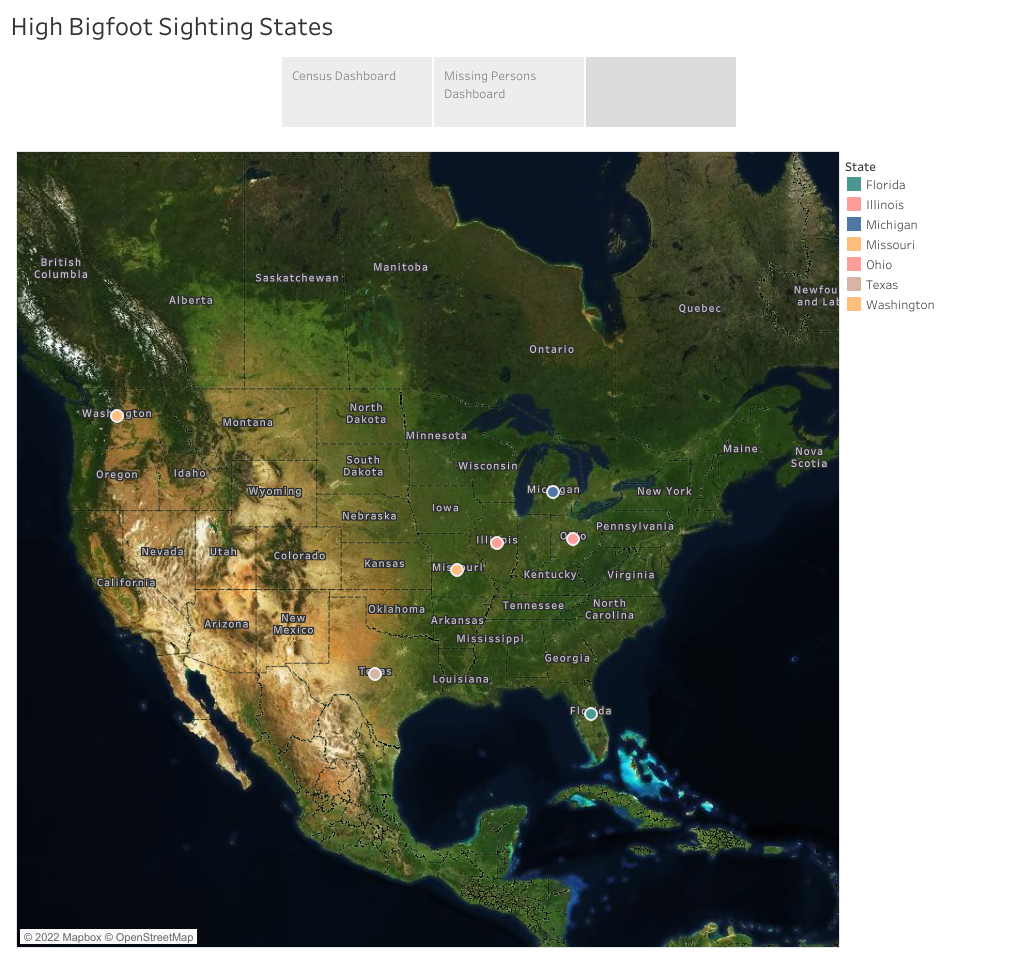 High Bigfoot Sighting States
Census Dashboard
Missing Persons
Dashboard
State
Florida
Illinois
Michigan
Missouri
Ohio
Texas
Washington
British
Columbia
Alberta
Saskatchewan
Manitoba
Ontario
Quebec
Newfou
and Lab
Washington
Montana
North
Dakota
Minnesota
Oregon
Idaho
South
Dakota
Wisconsin
Michigan
Maine
Nova
Scotia
Wyoming
New York
Nebraska
Iowa
Illinois
Ohio
Pennsylvania
Nevada
Utah
Colorado
Kansas
Missouri
Kentucky
Virginia
California
Arizona
New
Mexico
Oklahoma
Arkansas
Tennessee
North
Carolina
Mississippi
Georgia
Texas
Louisiana
Florida
© 2022 Mapbox © OpenStreetMap